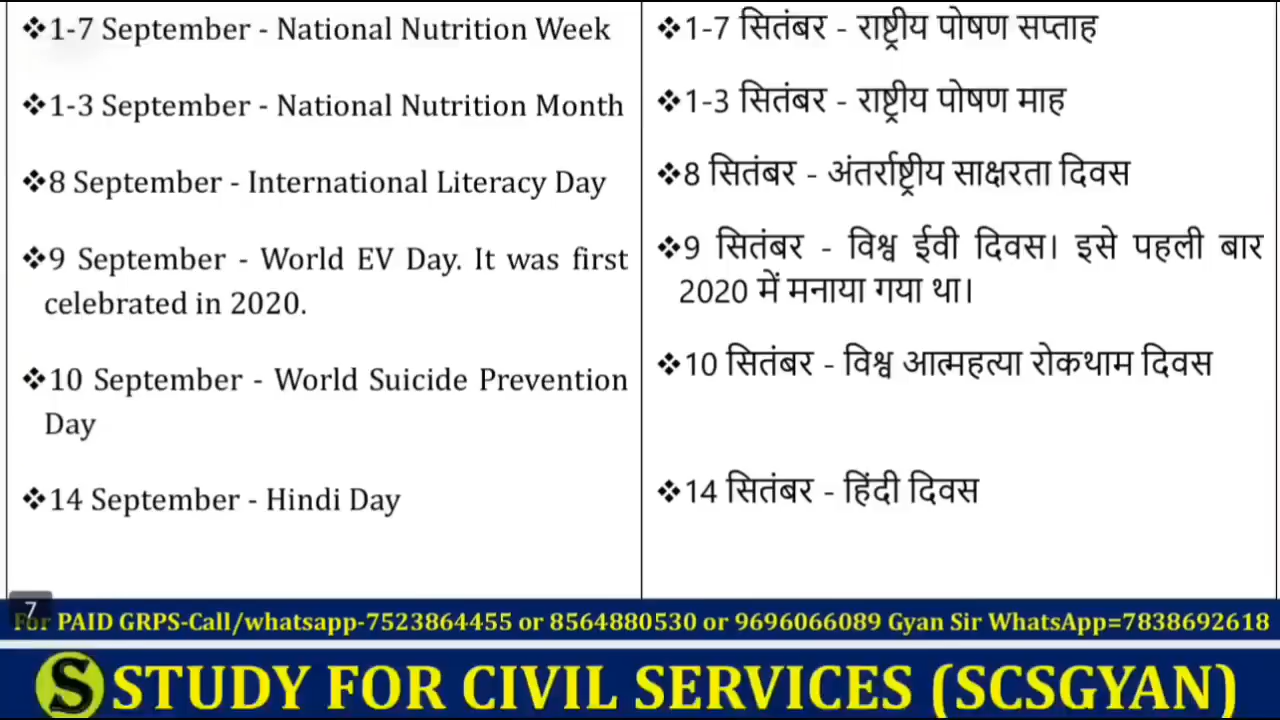 ❖1-7 September - National Nutrition Week
❖1-3 September - National Nutrition Month
❖8 September - International Literacy Day
❖9 September - World EV Day. It was first
celebrated in 2020.
❖10 September - World Suicide Prevention
Day
❖14 September - Hindi Day
❖1-7 सितंबर - राष्ट्रीय पोषण सप्ताह
❖1-3 सितंबर - राष्ट्रीय पोषण माह
❖8 सितंबर - अंतर्राष्ट्रीय साक्षरता दिवस
❖9 सितंबर - विश्व ईवी दिवस। इसे पहली बार
2020 में मनाया गया था।
❖10 सितंबर - विश्व आत्महत्या रोकथाम दिवस
❖14 सितंबर - हिंदी दिवस
7
For PAID GRPS-Call/whatsapp-7523864455 or 8564880530 or 9696066089 Gyan Sir WhatsApp=7838692618
S STUDY FOR CIVIL SERVICES (SCSGYAN)